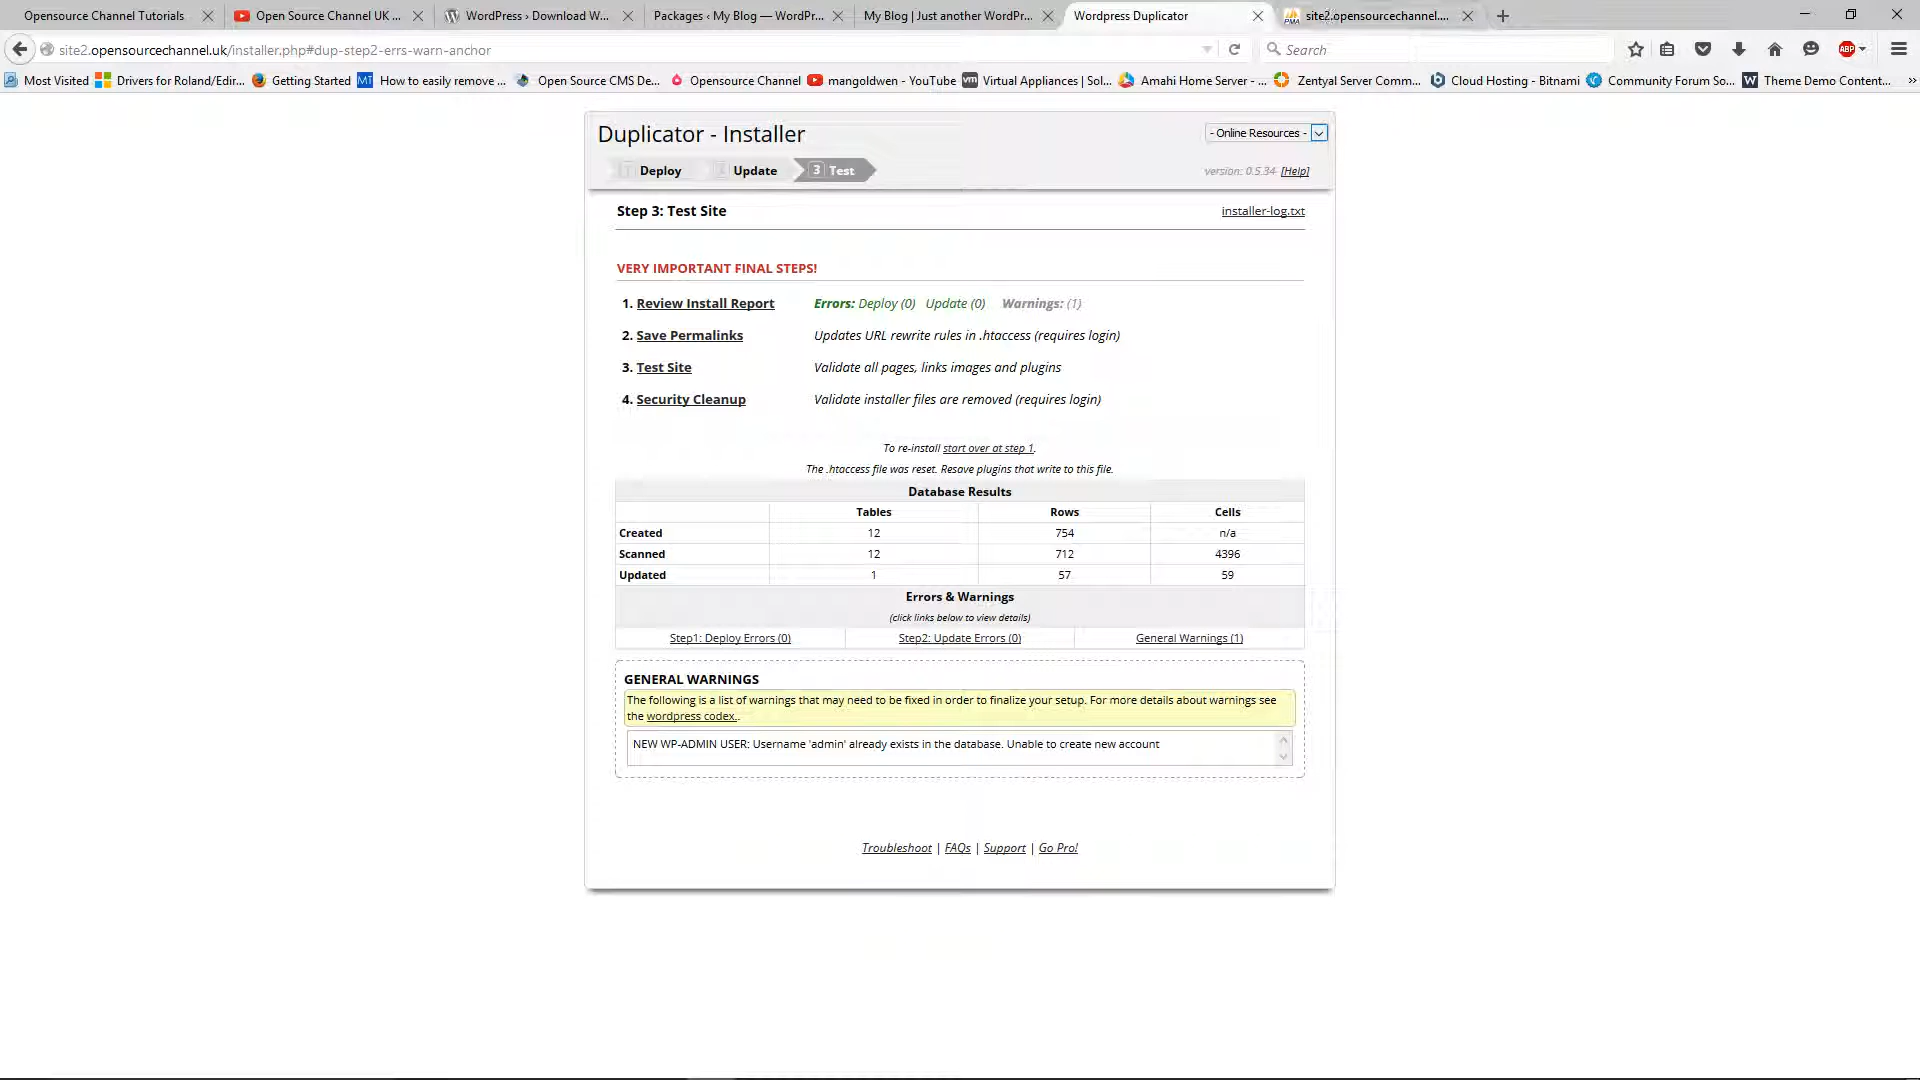 Opensource Channel Tutorials
Open Source Channel UK ...
WordPress › Download W...
Packages ‹ My Blog — WordPr...
My Blog | Just another WordPr...
Wordpress Duplicator
site2.opensourcechannel....
site2.opensourcechannel.uk/installer.php#dup-step2-errs-warn-anchor
Search
ABP
Most Visited
Drivers for Roland/Edir...
Getting Started
MT
How to easily remove ...
Open Source CMS De...
Opensource Channel
mangoldwen - YouTube
vm
Virtual Appliances | Sol...
Amahi Home Server - ...
Zentyal Server Comm...
Cloud Hosting - Bitnami
Community Forum So...
W
Theme Demo Content...
Duplicator - Installer
- Online Resources -
Deploy
Update
3 Test
version: 0.5.34 [Help]
Step 3: Test Site
installer-log.txt
VERY IMPORTANT FINAL STEPS!
1. Review Install Report
Errors: Deploy (0) Update (0) Warnings: (1)
2. Save Permalinks
Updates URL rewrite rules in .htaccess (requires login)
3. Test Site
Validate all pages, links images and plugins
4. Security Cleanup
Validate installer files are removed (requires login)
To re-install start over at step 1.
The .htaccess file was reset. Resave plugins that write to this file.
Database Results
Tables Rows Cells
Created 12 754 n/a
Scanned 12 712 4396
Updated 1 57 59
Errors & Warnings
(click links below to view details)
Step1: Deploy Errors (0)
Step2: Update Errors (0)
General Warnings (1)
GENERAL WARNINGS
The following is a list of warnings that may need to be fixed in order to finalize your setup. For more details about warnings see
the wordpress codex..
NEW WP-ADMIN USER: Username 'admin' already exists in the database. Unable to create new account
Troubleshoot | FAQs | Support | Go Pro!